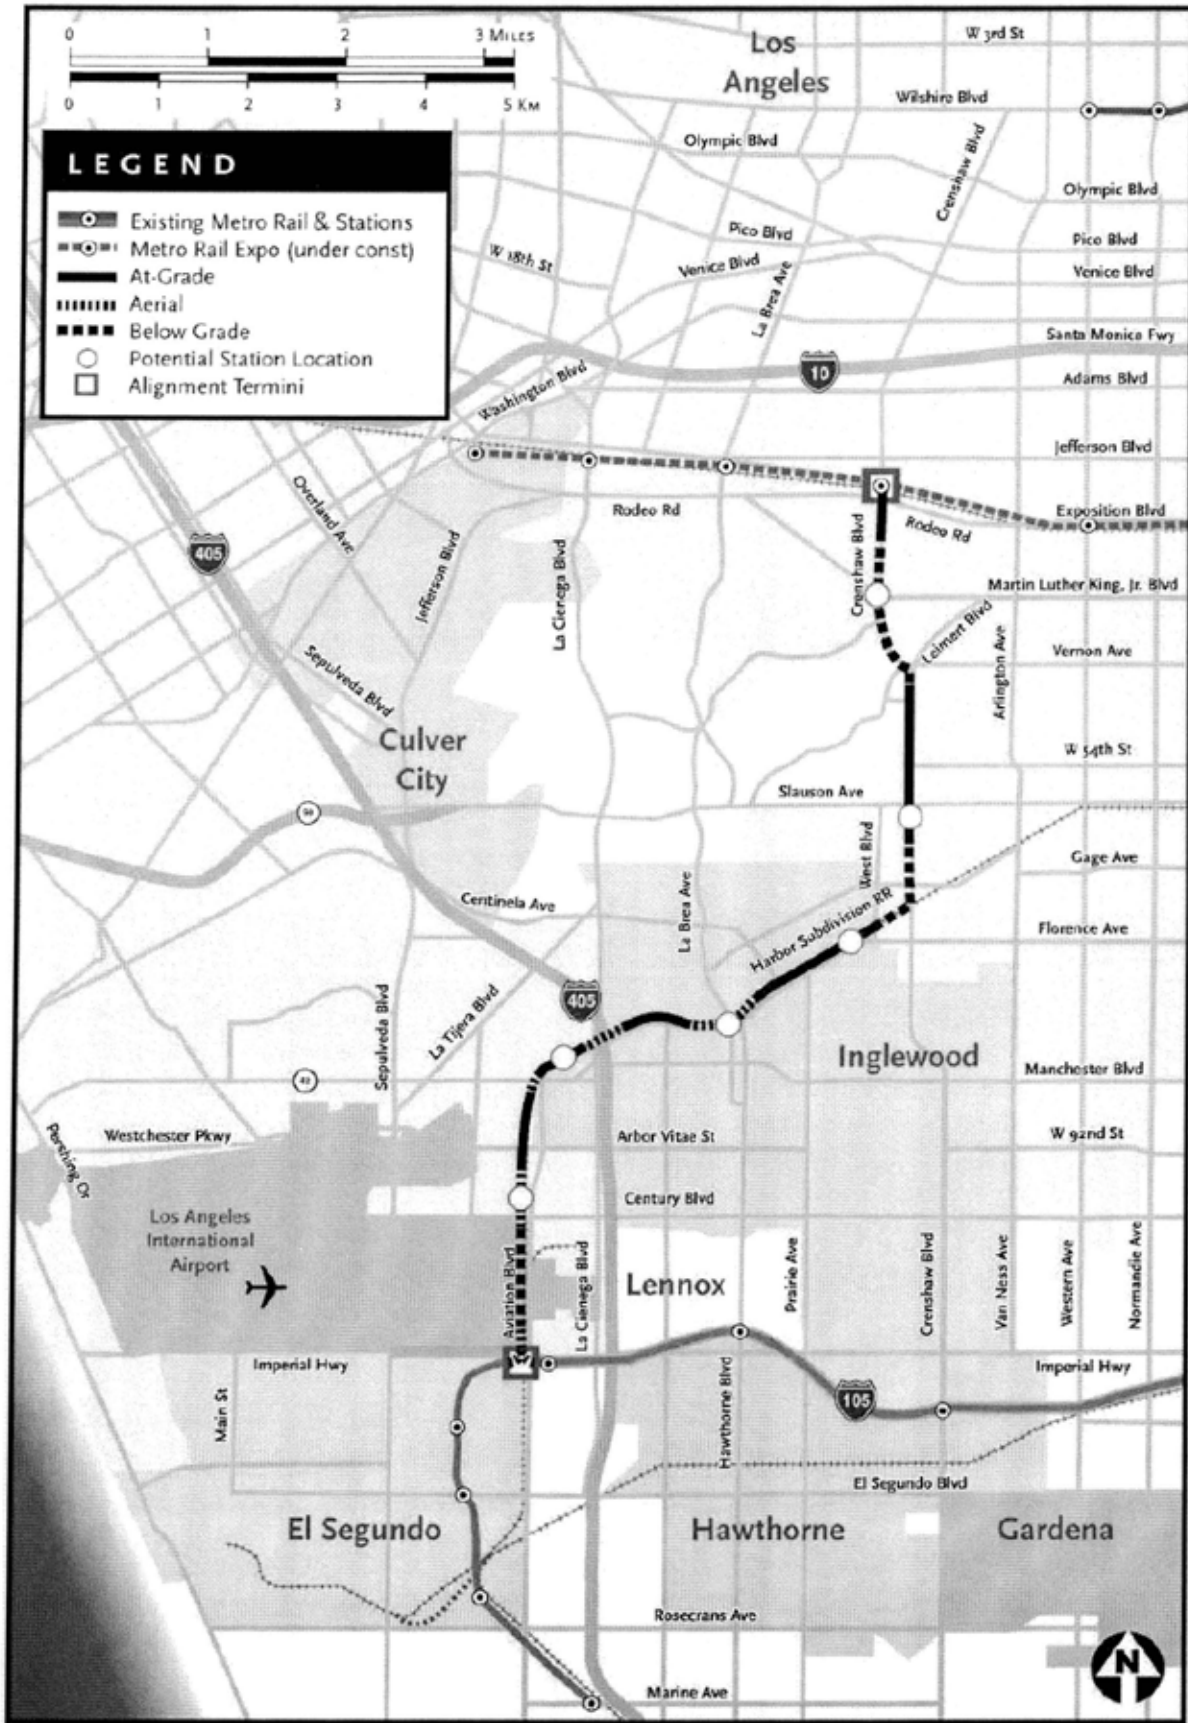 0 1 2 3 MILES
0 1 2 3 4 5 KM
LEGEND
Existing Metro Rail & Stations
Metro Rail Expo (under const)
At-Grade
Aerial
Below Grade
Potential Station Location
Alignment Termini
Los
Angeles
W 3rd St
Wilshire Blvd
Olympic Blvd
Crenshaw Blvd
Olympic Blvd
Pico Blvd
Pico Blvd
W 18th St
Venice Blvd
Venice Blvd
La Brea Ave
Santa Monica Fwy
10
Adams Blvd
Washington Blvd
Jefferson Blvd
Overland Ave
Rodeo Rd
Rodeo Rd
Exposition Blvd
405
Jefferson Blvd
La Cienega Blvd
Crenshaw Blvd
Martin Luther King, Jr. Blvd
Leimert Blvd
Arlington Ave
Vernon Ave
Sepulveda Blvd
Culver
City
W 54th St
Slauson Ave
90
West Blvd
Gage Ave
Centinela Ave
La Brea Ave
Harbor Subdivision RR
Florence Ave
405
Sepulveda Blvd
La Tijera Blvd
Inglewood
Manchester Blvd
42
Pershing Dr
Westchester Pkwy
Arbor Vitae St
W 92nd St
Century Blvd
Los Angeles
International
Airport
Aviation Blvd
La Cienega Blvd
Lennox
Prairie Ave
Crenshaw Blvd
Van Ness Ave
Western Ave
Normandie Ave
Imperial Hwy
Imperial Hwy
Main St
Hawthorne Blvd
105
El Segundo Blvd
El Segundo
Hawthorne
Gardena
Rosecrans Ave
Marine Ave
N